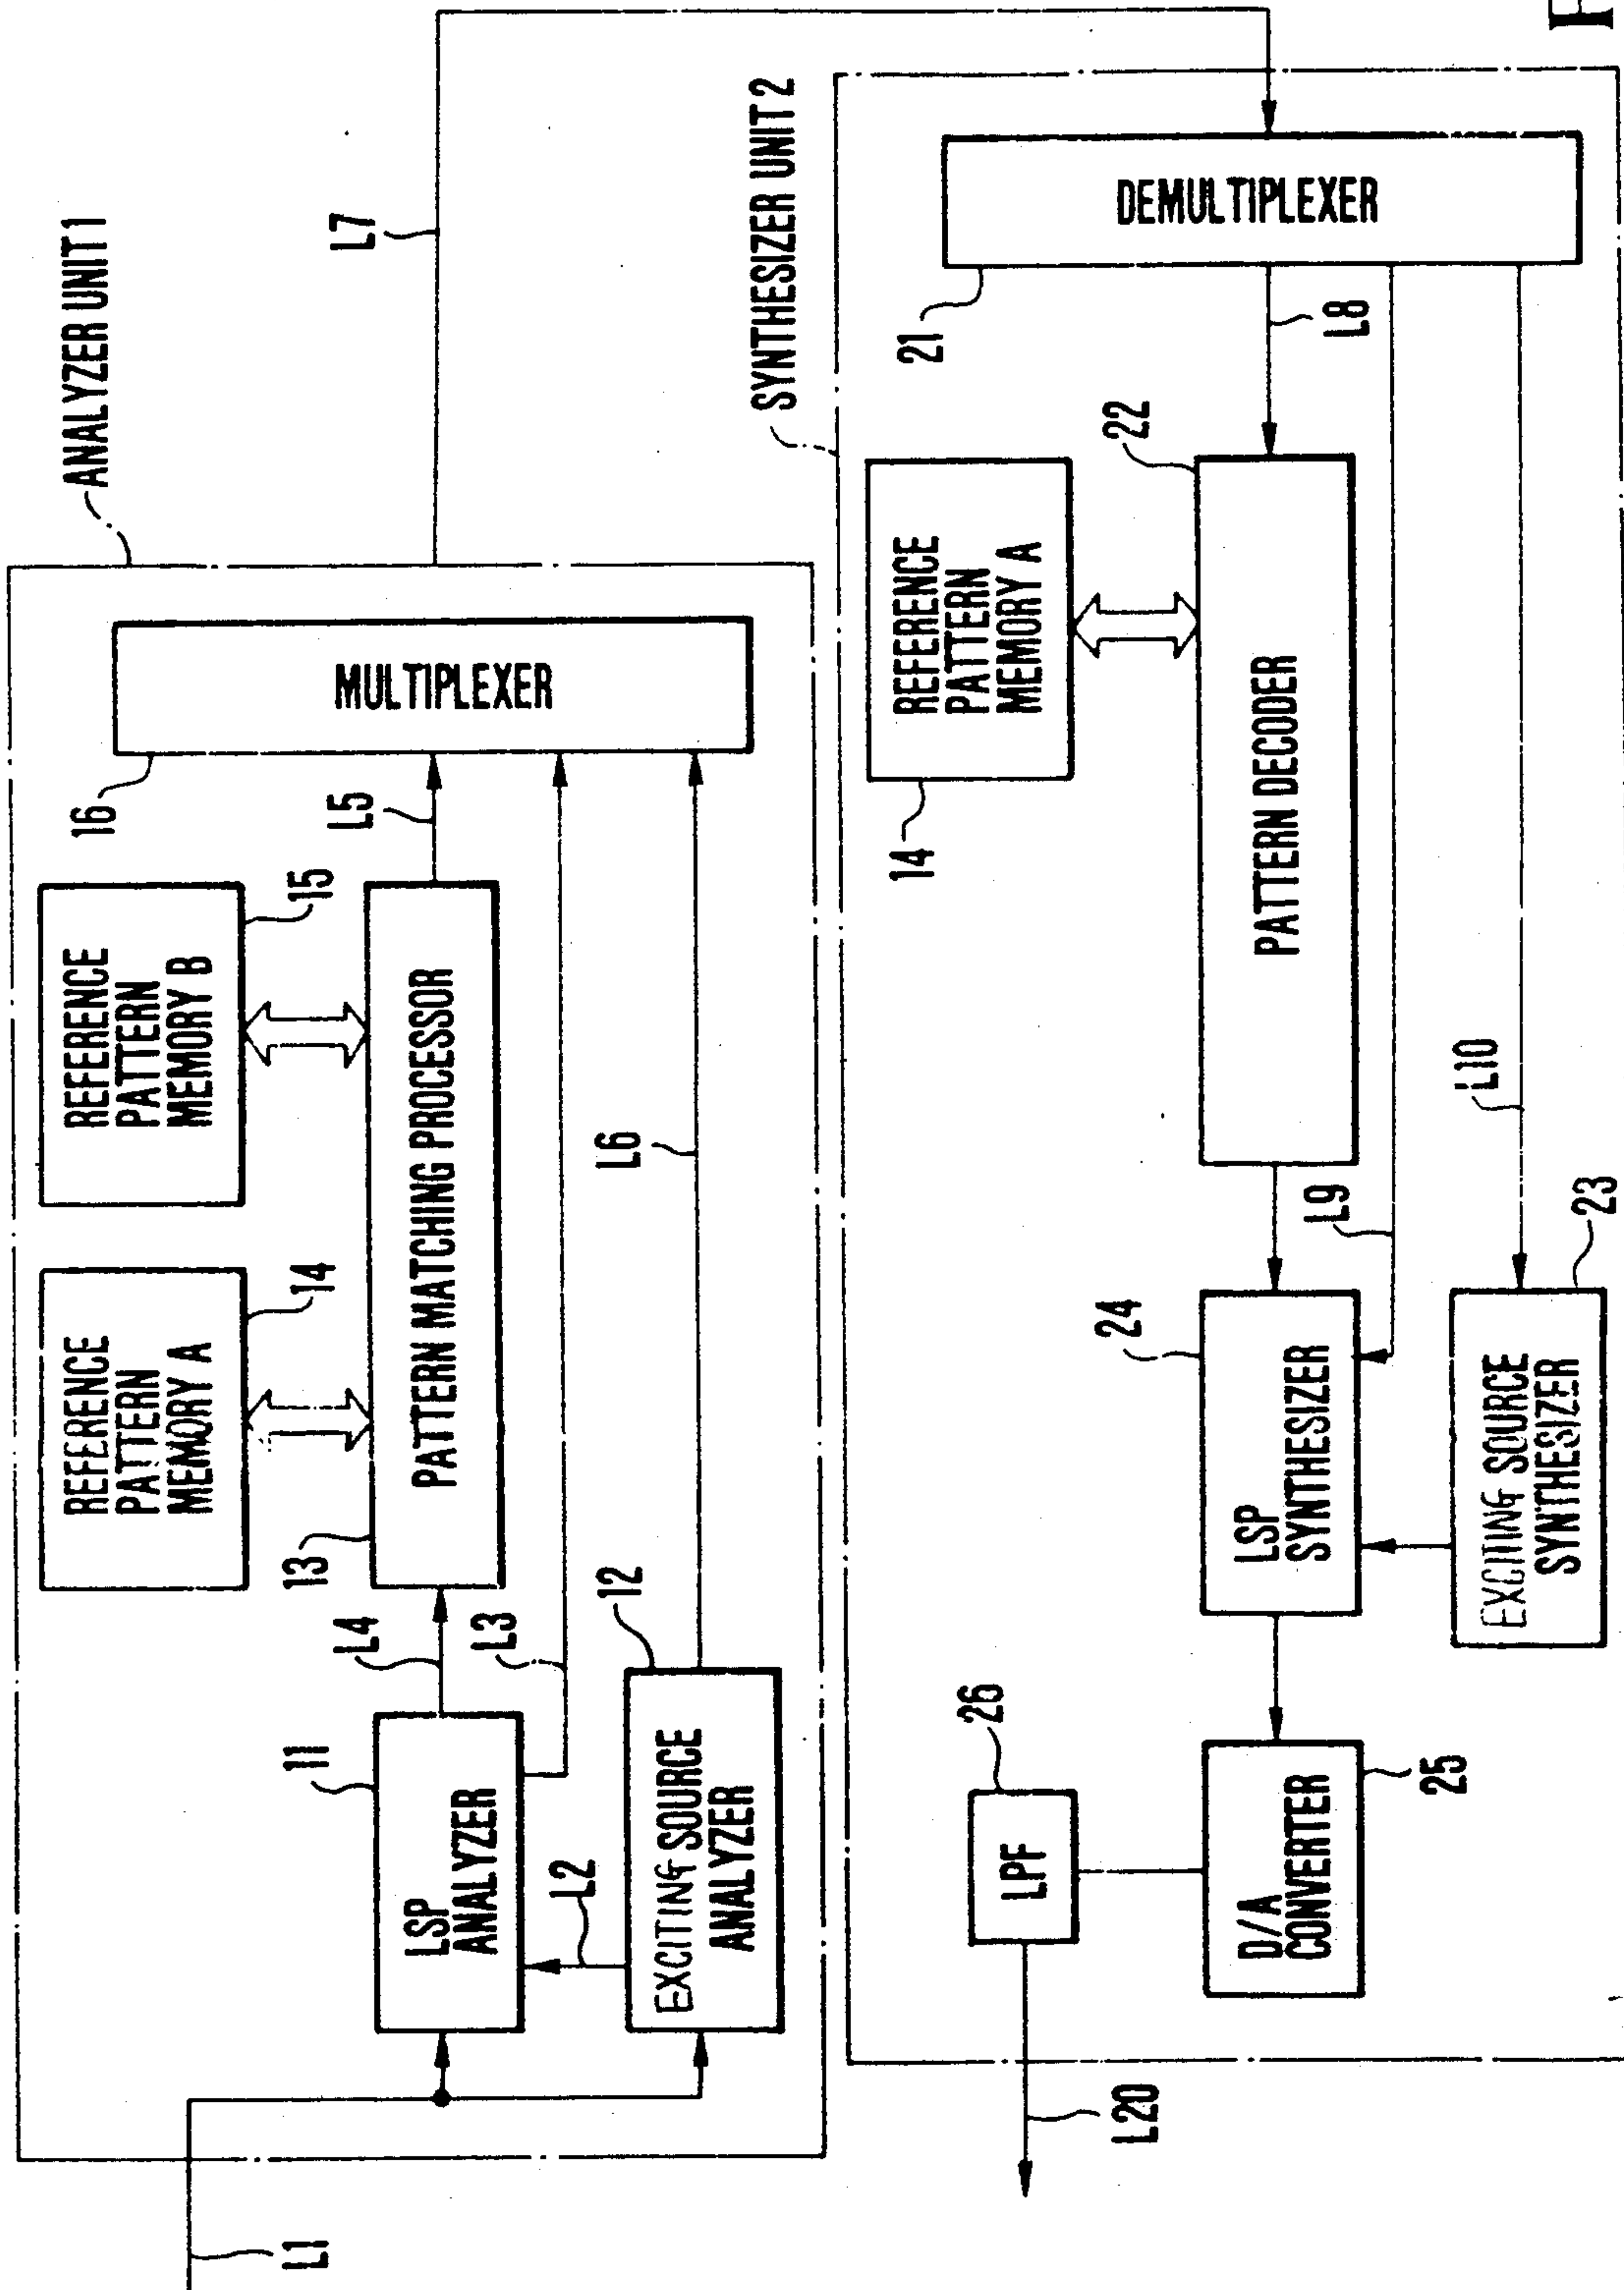 ANALYZER UNIT 1
REFERENCE
PATTERN
MEMORY A
14
REFERENCE
PATTERN
MEMORY B
15
16
MULTIPLEXER
L7
13
PATTERN MATCHING PROCESSOR
L5
L4
L3
11
LSP
ANALYZER
L2
12
EXCITING SOURCE
ANALYZER
L6
L1
SYNTHESIZER UNIT 2
14
REFERENCE
PATTERN
MEMORY A
21
DEMULTIPLEXER
22
PATTERN DECODER
L8
26
LPF
L20
24
LSP
SYNTHESIZER
L9
D/A
CONVERTER
25
L10
EXCITING SOURCE
SYNTHESIZER
23